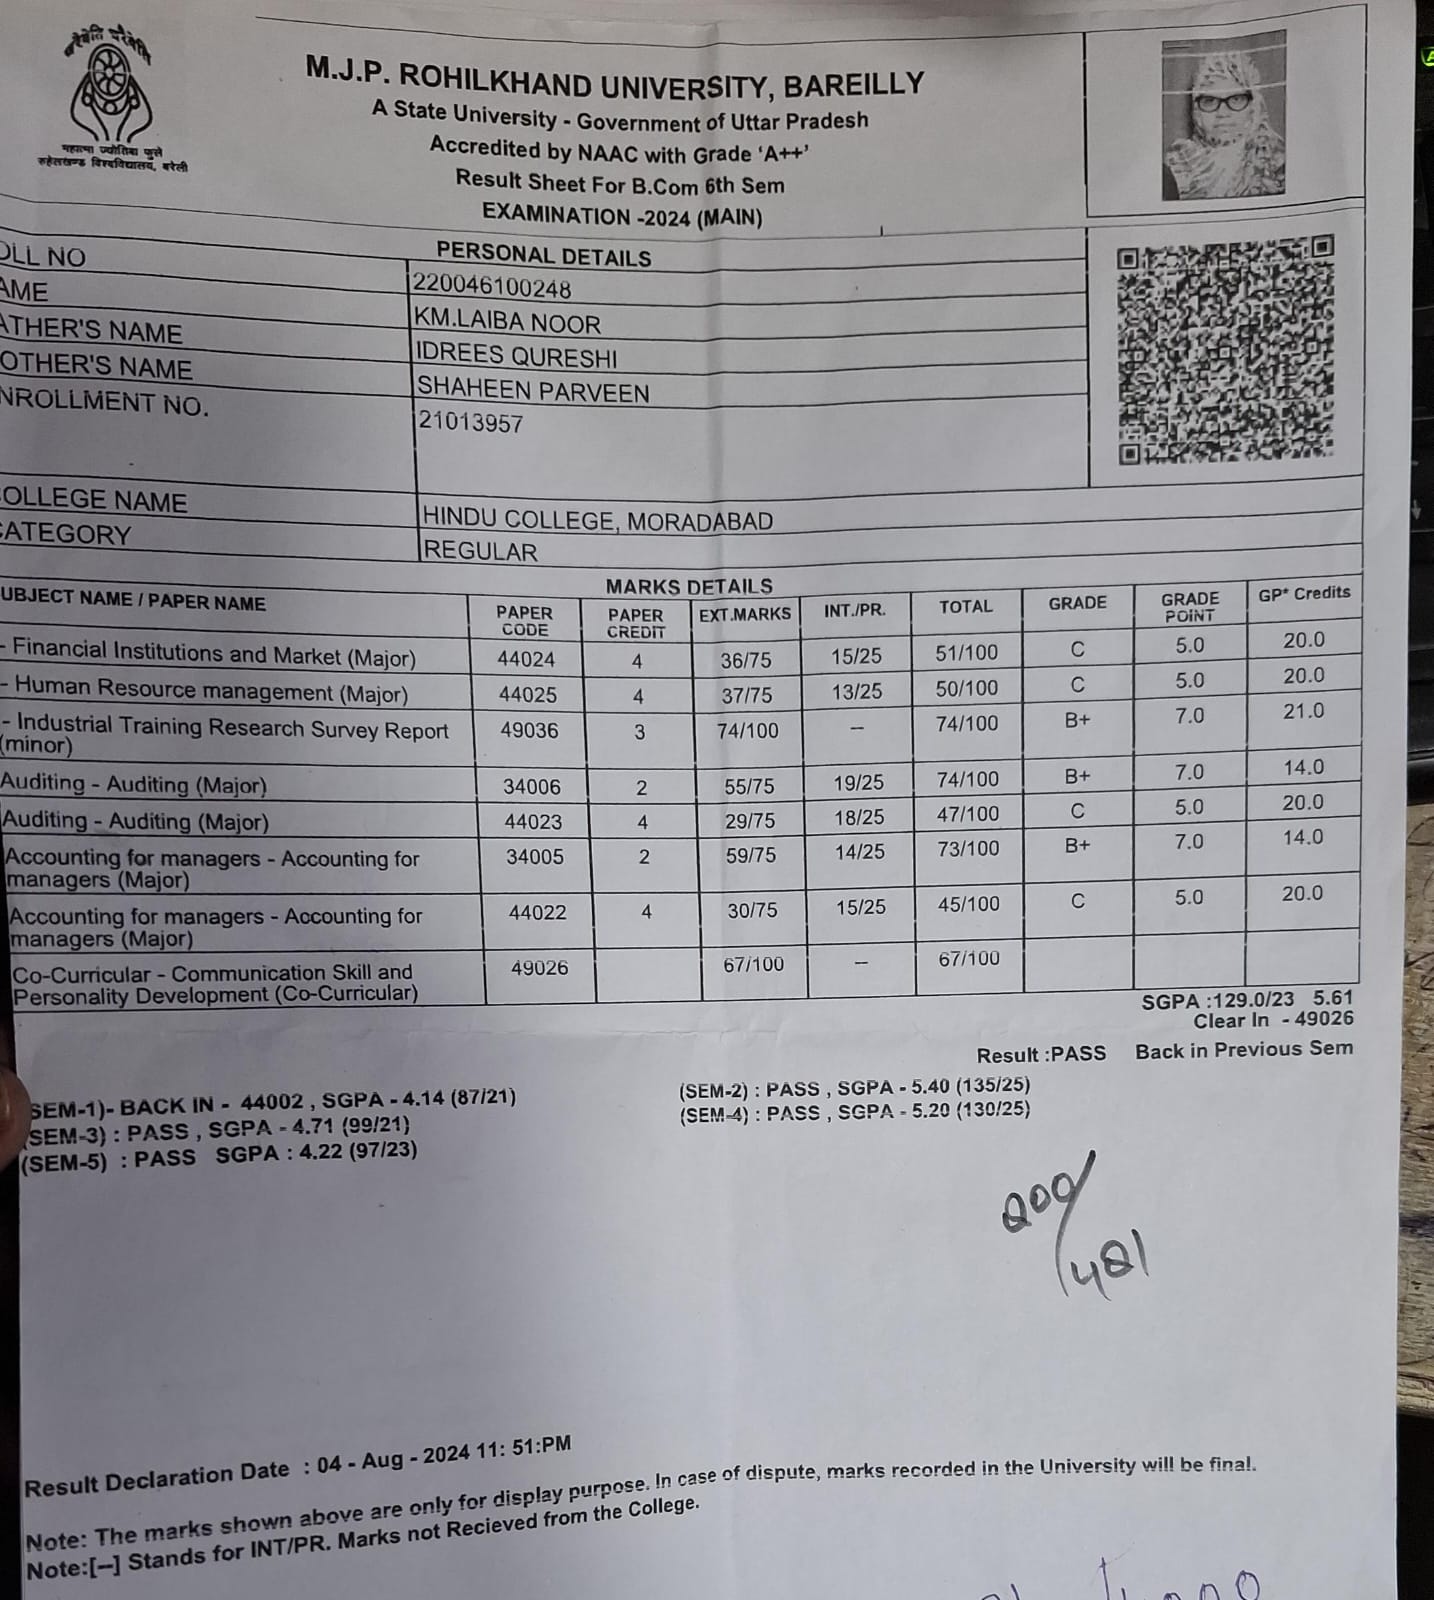 चरैवेति चरैवेति
महात्मा ज्योतिबा फुले
रुहेलखण्ड विश्वविद्यालय, बरेली
M.J.P. ROHILKHAND UNIVERSITY, BAREILLY
A State University - Government of Uttar Pradesh
Accredited by NAAC with Grade ‘A++’
Result Sheet For B.Com 6th Sem
EXAMINATION -2024 (MAIN)
PERSONAL DETAILS
OLL NO 220046100248
AME KM.LAIBA NOOR
ATHER'S NAME IDREES QURESHI
OTHER'S NAME SHAHEEN PARVEEN
NROLLMENT NO. 21013957
OLLEGE NAME HINDU COLLEGE, MORADABAD
CATEGORY REGULAR
MARKS DETAILS
UBJECT NAME / PAPER NAME PAPER CODE PAPER CREDIT EXT.MARKS INT./PR. TOTAL GRADE GRADE POINT GP* Credits
- Financial Institutions and Market (Major) 44024 4 36/75 15/25 51/100 C 5.0 20.0
- Human Resource management (Major) 44025 4 37/75 13/25 50/100 C 5.0 20.0
- Industrial Training Research Survey Report (minor) 49036 3 74/100 -- 74/100 B+ 7.0 21.0
Auditing - Auditing (Major) 34006 2 55/75 19/25 74/100 B+ 7.0 14.0
Auditing - Auditing (Major) 44023 4 29/75 18/25 47/100 C 5.0 20.0
Accounting for managers - Accounting for managers (Major) 34005 2 59/75 14/25 73/100 B+ 7.0 14.0
Accounting for managers - Accounting for managers (Major) 44022 4 30/75 15/25 45/100 C 5.0 20.0
Co-Curricular - Communication Skill and Personality Development (Co-Curricular) 49026 67/100 -- 67/100
SGPA :129.0/23 5.61
Clear In - 49026
Result :PASS Back in Previous Sem
SEM-1)- BACK IN - 44002 , SGPA - 4.14 (87/21) (SEM-2) : PASS , SGPA - 5.40 (135/25)
(SEM-3) : PASS , SGPA - 4.71 (99/21) (SEM-4) : PASS , SGPA - 5.20 (130/25)
(SEM-5) : PASS SGPA : 4.22 (97/23)
Result Declaration Date : 04 - Aug - 2024 11: 51:PM
Note: The marks shown above are only for display purpose. In case of dispute, marks recorded in the University will be final.
Note:[--] Stands for INT/PR. Marks not Recieved from the College.